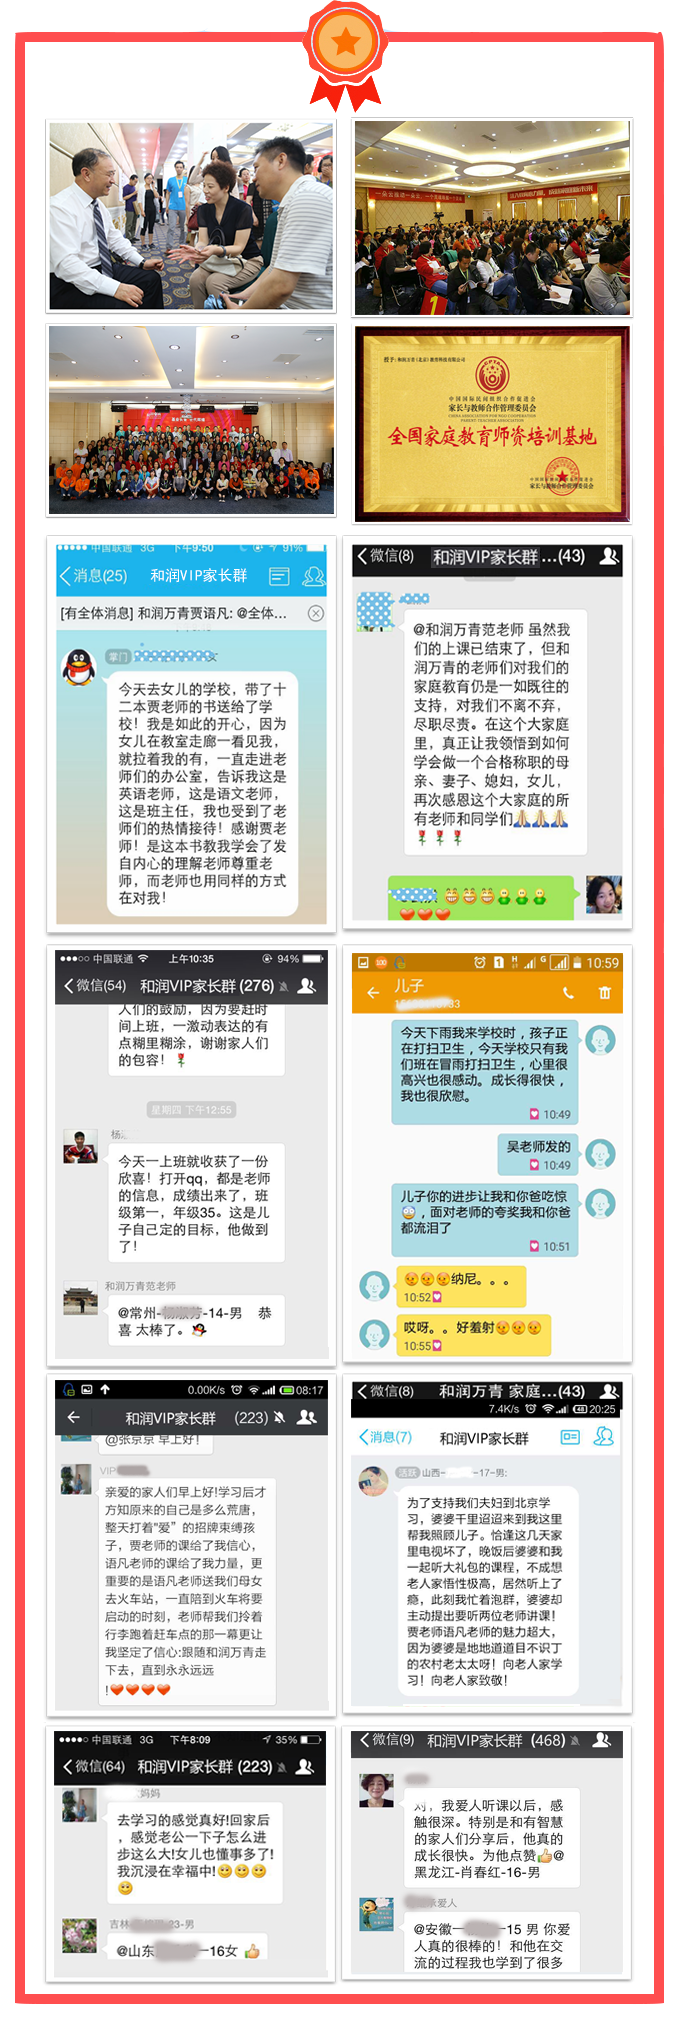 授予：和润万青（北京）教育科技有限公司
中国国际民间组织合作促进会
家长与教师合作管理委员会
全国家庭教育师资培训基地
家长与教师合作管理委员会
中国联通 3G 下午9:50 91%
消息(25) 和润VIP家长群
[有全体消息] 和润万青贾语凡: @全体...
掌门
今天去女儿的学校，带了十
二本贾老师的书送给了学
校！我是如此的开心，因为
女儿在教室走廊一看见我，
就拉着我的有，一直走进老
师们的办公室，告诉我这是
英语老师，这是语文老师，
这是班主任，我也受到了老
师们的热情接待！感谢贾老
师！是这本书教我学会了发
自内心的理解老师尊重老
师，而老师也用同样的方式
在对我！
微信(8) 和润VIP家长群...(43)
@和润万青范老师 虽然我
们的上课已结束了，但和
润万青的老师们对我们的
家庭教育仍是一如既往的
支持，对我们不离不弃，
尽职尽责。在这个大家庭
里，真正让我领悟到如何
学会做一个合格称职的母
亲、妻子、媳妇，女儿，
再次感恩这个大家庭的所
有老师和同学们🙏🙏🙏
🌹🌹🌹
中国联通 上午10:35 94%
微信(54) 和润VIP家长群 (276)
人们的鼓励，因为要赶时
间上班，一激动表达的有
点糊里糊涂，谢谢家人们
的包容！🌹
星期四 下午12:55
杨
今天一上班就收获了一份
欣喜！打开qq，都是老师
的信息，成绩出来了，班
级第一，年级35。这是儿
子自己定的目标，他做到
了！
和润万青范老师
@常州-
-14-男 恭
喜 太棒了。
10:59
儿子
今天下雨我来学校时，孩子正
在打扫卫生，今天学校只有我
们班在冒雨打扫卫生，心里很
高兴也很感动。成长得很快，
我也很欣慰。
10:49
吴老师发的
10:49
儿子你的进步让我和你爸吃惊
😨，面对老师的夸奖我和你爸
都流泪了
10:51
纳尼。。。
10:52
哎呀。。好羞射
10:55
0.00K/s 08:17
和润VIP家长群 (223)
@张京京 早上好！
VIP
亲爱的家人们早上好!学习后才
方知原来的自己是多么荒唐，
整天打着"爱”的招牌束缚孩
子，贾老师的课给了我信心，
语凡老师的课给了我力量，更
重要的是语凡老师送我们母女
去火车站，一直陪到火车将要
启动的时刻，老师帮我们拎着
行李跑着赶车点的那一幕更让
我坚定了信心:跟随和润万青走
下去，直到永永远远
!❤❤❤❤
微信(8) 和润万青 家庭...(43)
7.4K/s 48 20:25
消息(7) 和润VIP家长群
活跃 山西-
-17-男:
为了支持我们夫妇到北京学
习，婆婆千里迢迢来到我这里
帮我照顾儿子。恰逢这几天家
里电视坏了，晚饭后婆婆和我
一起听大礼包的课程，不成想
老人家悟性极高，居然听上了
瘾，此刻我忙着泡群，婆婆却
主动提出要听两位老师讲课！
贾老师语凡老师的魅力超大，
因为婆婆是地地道道目不识丁
的农村老太太呀！向老人家学
习！向老人家致敬！
中国联通 3G 下午8:09 35%
微信(64) 和润VIP家长群 (223)
妈妈
去学习的感觉真好!回家后
，感觉老公一下子怎么进
步这么大!女儿也懂事多了!
我沉浸在幸福中!😊😊😊
😊
吉林
23-男
@山东
一16女 👍
微信(9) 和润VIP家长群 (468)
对，我爱人听课以后，感
触很深。特别是和有智慧
的家人们分享后，他真的
成长很快。为他点赞👍@
黑龙江-肖春红-16-男
爱人
@安徽一
-15 男 你爱
人真的很棒的！和他在交
流的过程我也学到了很多